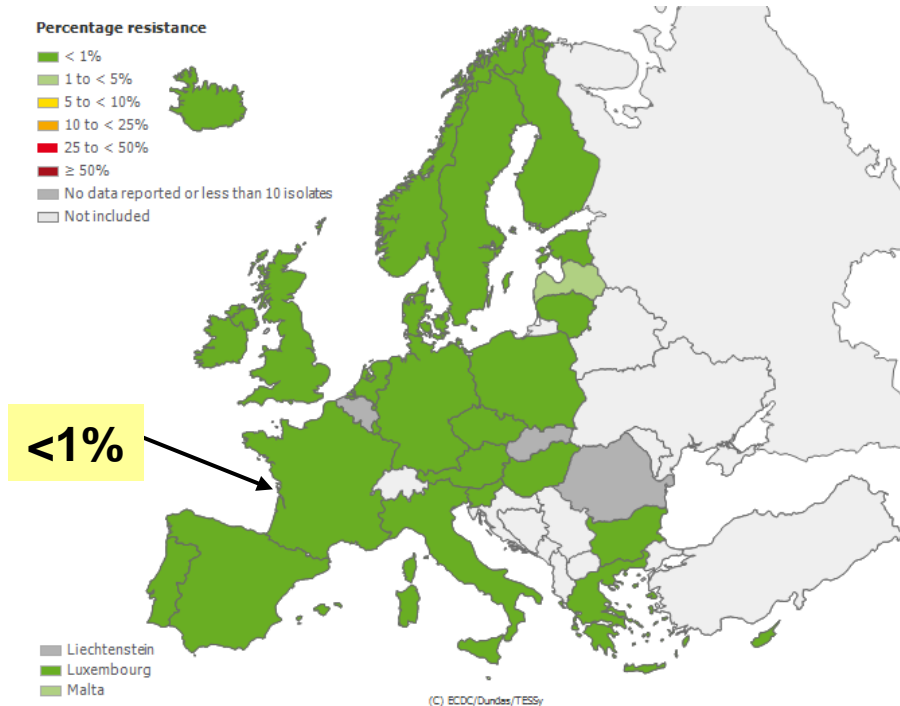 Percentage resistance
< 1%
1 to < 5%
5 to < 10%
10 to < 25%
25 to < 50%
≥ 50%
No data reported or less than 10 isolates
Not included
<1%
Liechtenstein
Luxembourg
Malta
(C) ECDC/Dundas/TESSy